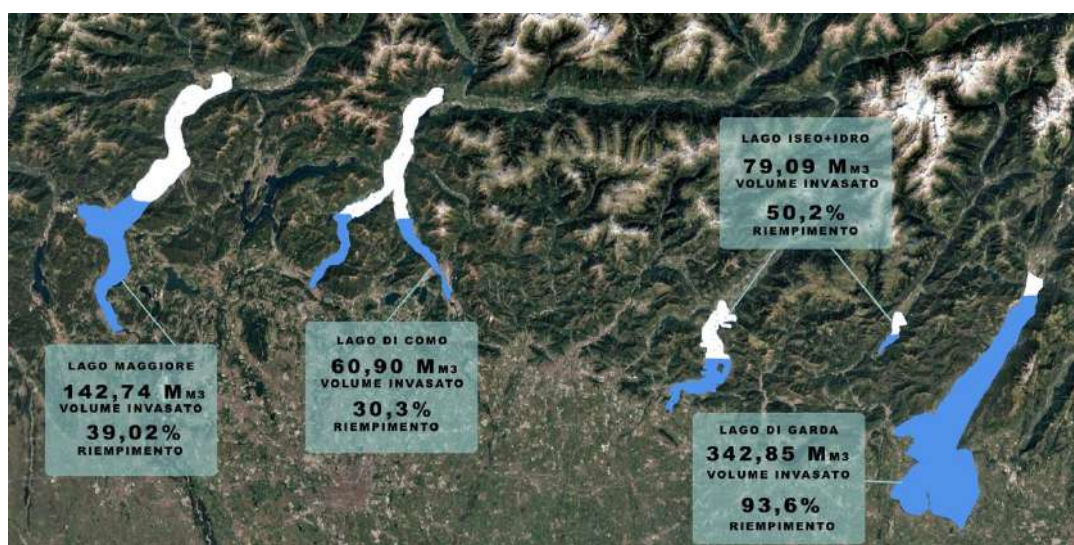 LAGO MAGGIORE
142,74 MM3
VOLUME INVASATO
39,02%
RIEMPIMENTO
LAGO DI COMO
60,90 MM3
VOLUME INVASATO
30,3%
RIEMPIMENTO
LAGO ISEO+IDRO
79,09 MM3
VOLUME INVASATO
50,2%
RIEMPIMENTO
LAGO DI GARDA
342,85 MM3
VOLUME INVASATO
93,6%
RIEMPIMENTO